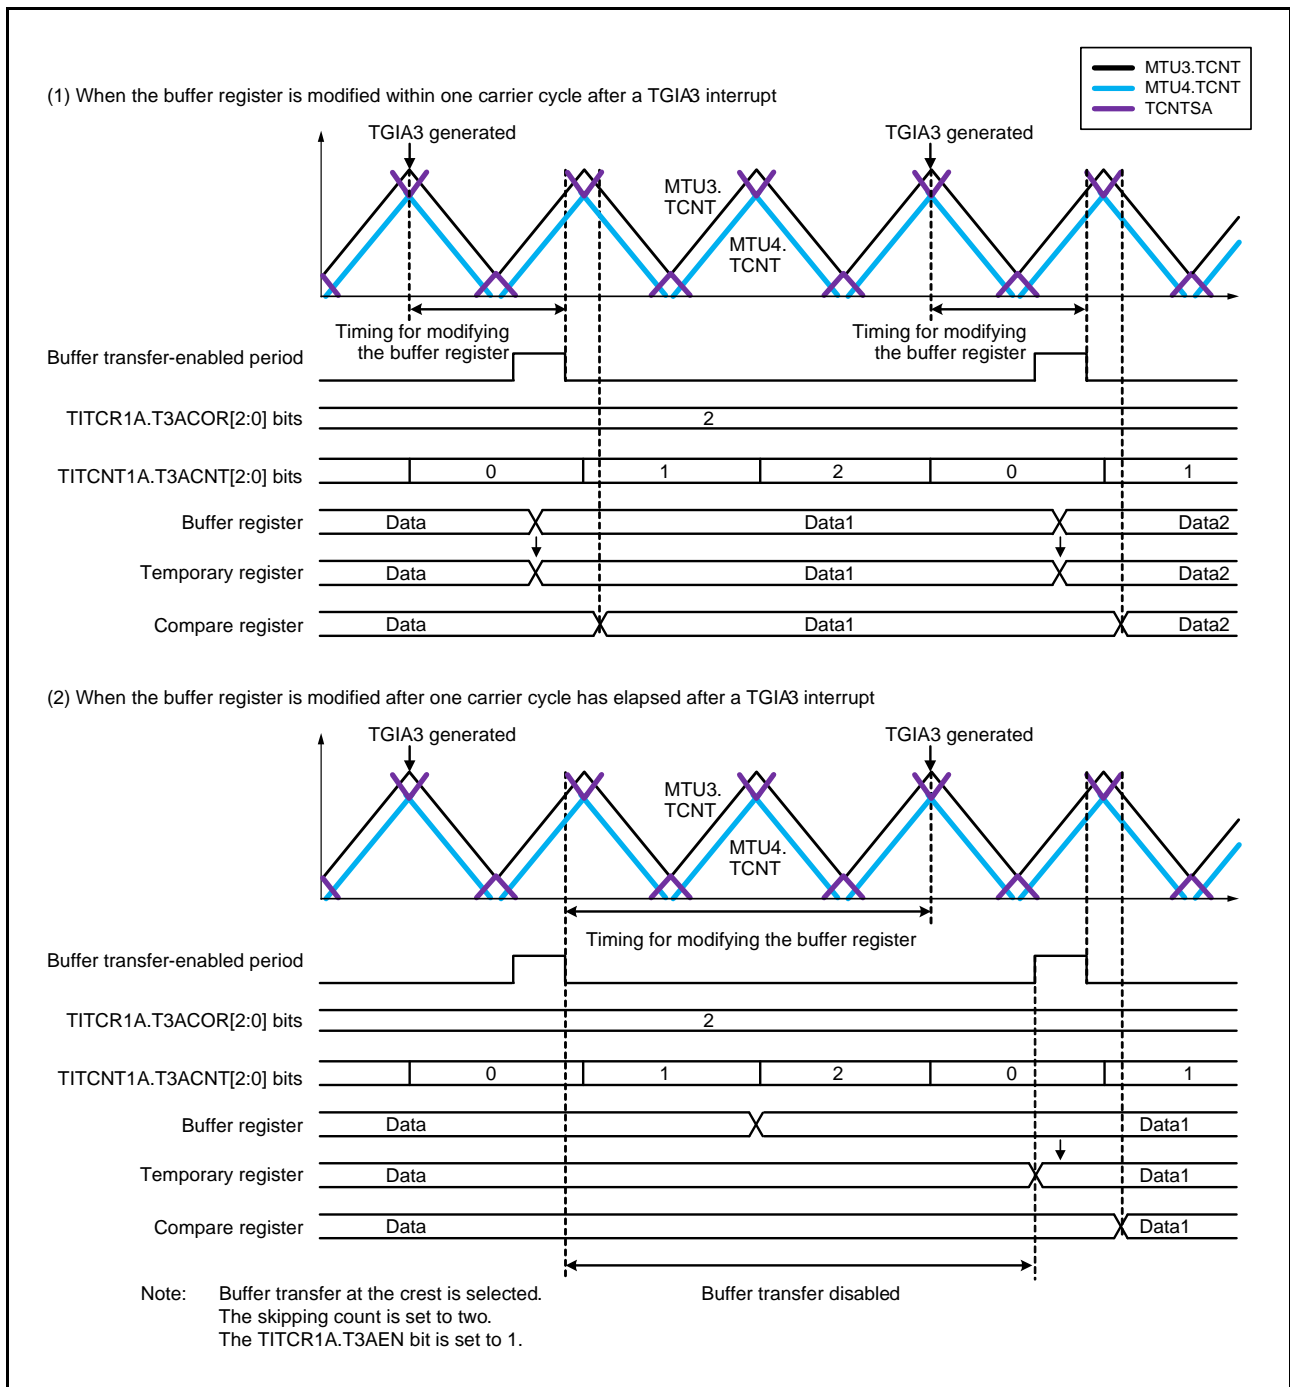 MTU3.TCNT
MTU4.TCNT
TCNTSA
(1) When the buffer register is modified within one carrier cycle after a TGIA3 interrupt
TGIA3 generated
TGIA3 generated
MTU3.
TCNT
MTU4.
TCNT
Timing for modifying
the buffer register
Timing for modifying
the buffer register
Buffer transfer-enabled period
TITCR1A.T3ACOR[2:0] bits
2
TITCNT1A.T3ACNT[2:0] bits
0
1
2
0
1
Buffer register
Data
Data1
Data2
Temporary register
Data
Data1
Data2
Compare register
Data
Data1
Data2
(2) When the buffer register is modified after one carrier cycle has elapsed after a TGIA3 interrupt
TGIA3 generated
TGIA3 generated
MTU3.
TCNT
MTU4.
TCNT
Timing for modifying the buffer register
Buffer transfer-enabled period
TITCR1A.T3ACOR[2:0] bits
2
TITCNT1A.T3ACNT[2:0] bits
0
1
2
0
1
Buffer register
Data
Data1
Temporary register
Data
Data1
Compare register
Data
Data1
Buffer transfer disabled
Note: Buffer transfer at the crest is selected.
The skipping count is set to two.
The TITCR1A.T3AEN bit is set to 1.